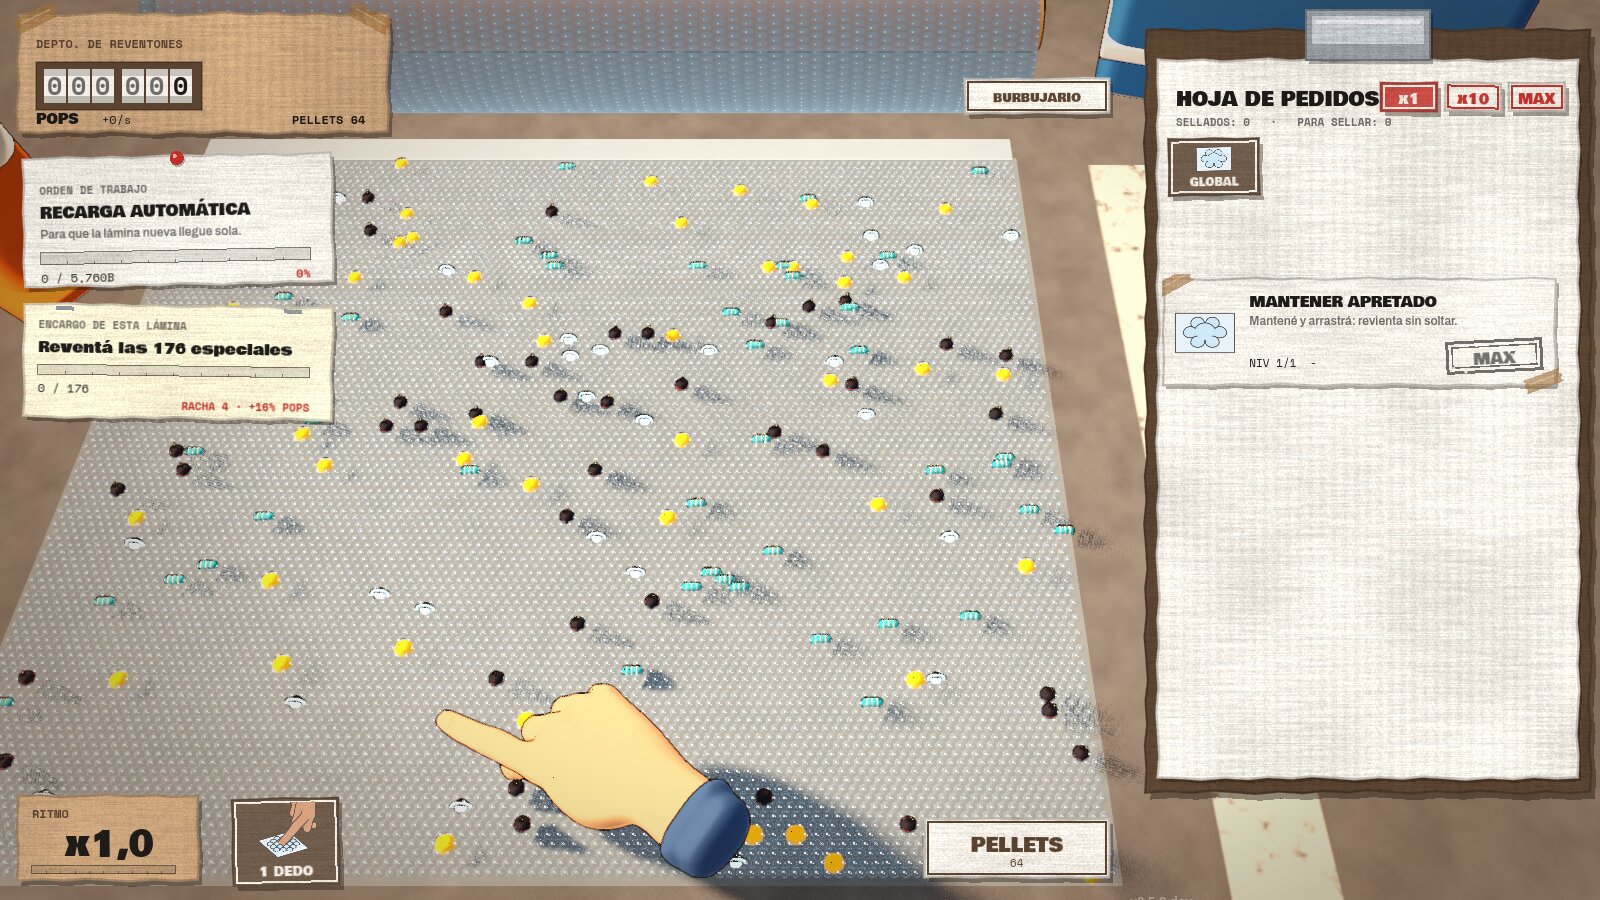 DEPTO. DE REVENTONES
000 000
POPS +0/s PELLETS 64
ORDEN DE TRABAJO
RECARGA AUTOMÁTICA
Para que la lámina nueva llegue sola.
0 / 5.760B 0%
ENCARGO DE ESTA LÁMINA
Reventá las 176 especiales
0 / 176
RACHA 4 · +16% POPS
BURBUJARIO
HOJA DE PEDIDOS x1 x10 MAX
SELLADOS: 0 · PARA SELLAR: 0
GLOBAL
MANTENER APRETADO
Mantené y arrastrá: revienta sin soltar.
NIV 1/1 -
MAX
RITMO
x1,0
1 DEDO
PELLETS
64